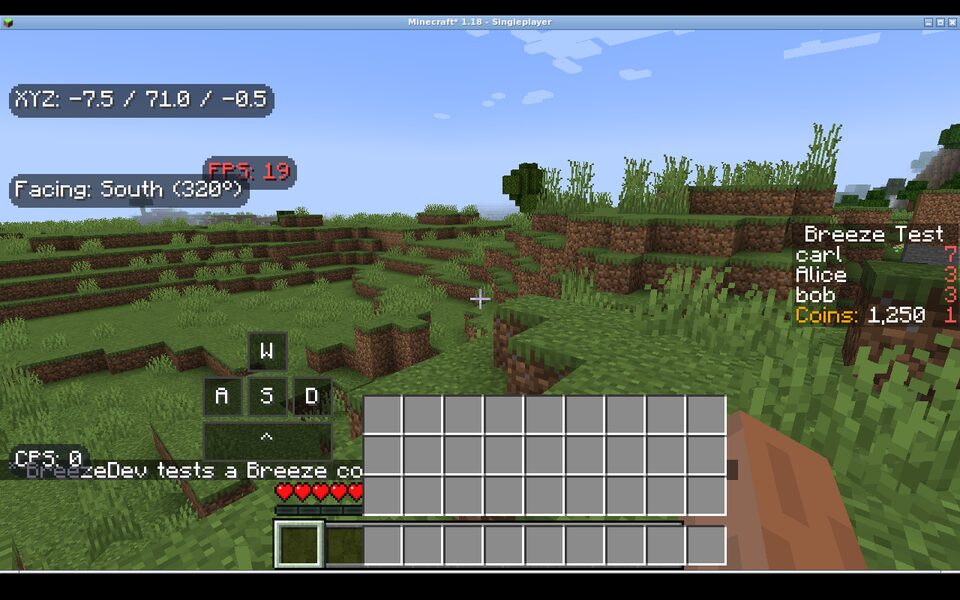 Minecraft* 1.18 - Singleplayer
XYZ: -7.5 / 71.0 / -0.5
FPS: 19
Facing: South (320°)
Breeze Test
carl 7
Alice 3
bob 3
Coins: 1,250 1
W
A S D
^
CPS: 0
BreezeDev tests a Breeze co